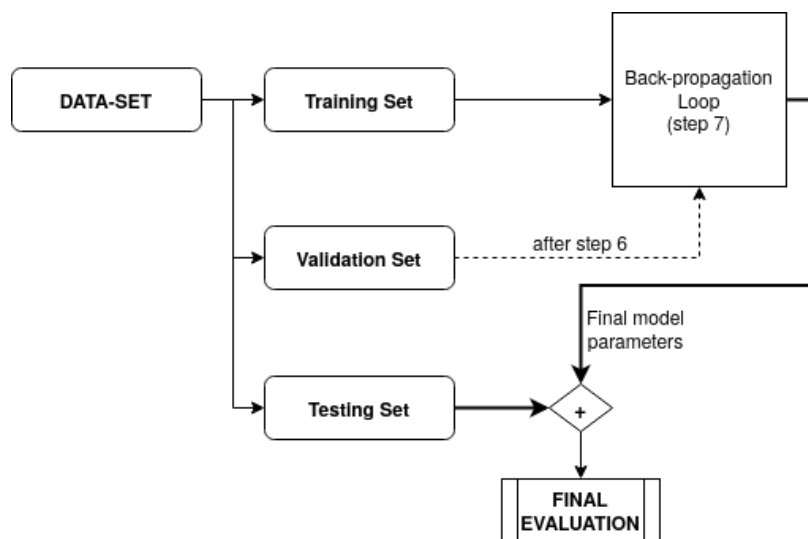 DATA-SET
Training Set
Back-propagation
Loop
(step 7)
Validation Set
after step 6
Final model
parameters
Testing Set
+
FINAL
EVALUATION